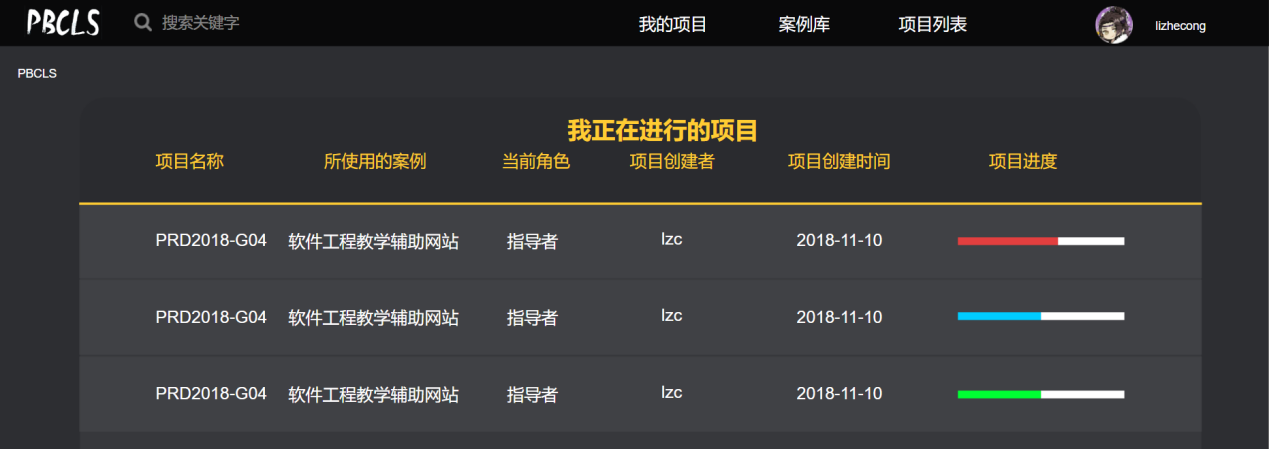 PBCLS 搜索关键字 我的项目 案例库 项目列表 lizhecong
PBCLS
我正在进行的项目
项目名称 所使用的案例 当前角色 项目创建者 项目创建时间 项目进度
PRD2018-G04 软件工程教学辅助网站 指导者 lzc 2018-11-10
PRD2018-G04 软件工程教学辅助网站 指导者 lzc 2018-11-10
PRD2018-G04 软件工程教学辅助网站 指导者 lzc 2018-11-10